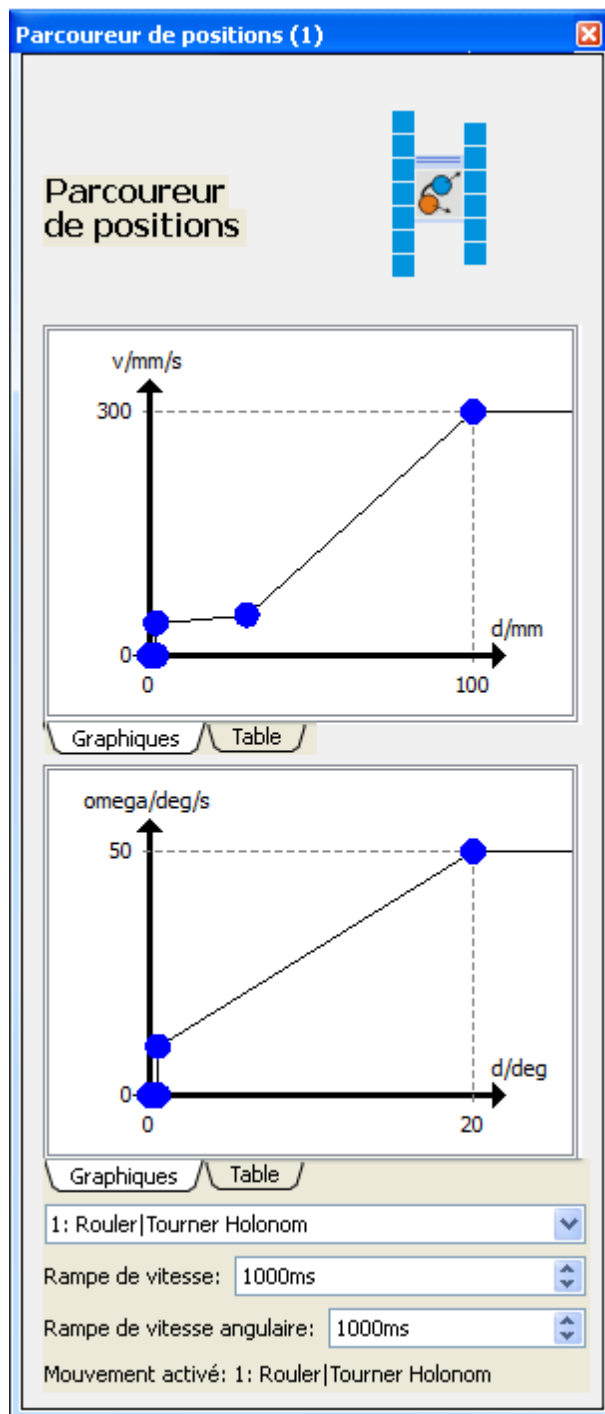 Parcoureur de positions (1)
Parcoureur
de positions
v/mm/s
300
0
d/mm
0
100
Graphiques
Table
omega/deg/s
50
0
d/deg
0
20
Graphiques
Table
1: Rouler|Tourner Holonom
Rampe de vitesse: 1000ms
Rampe de vitesse angulaire: 1000ms
Mouvement activé: 1: Rouler|Tourner Holonom